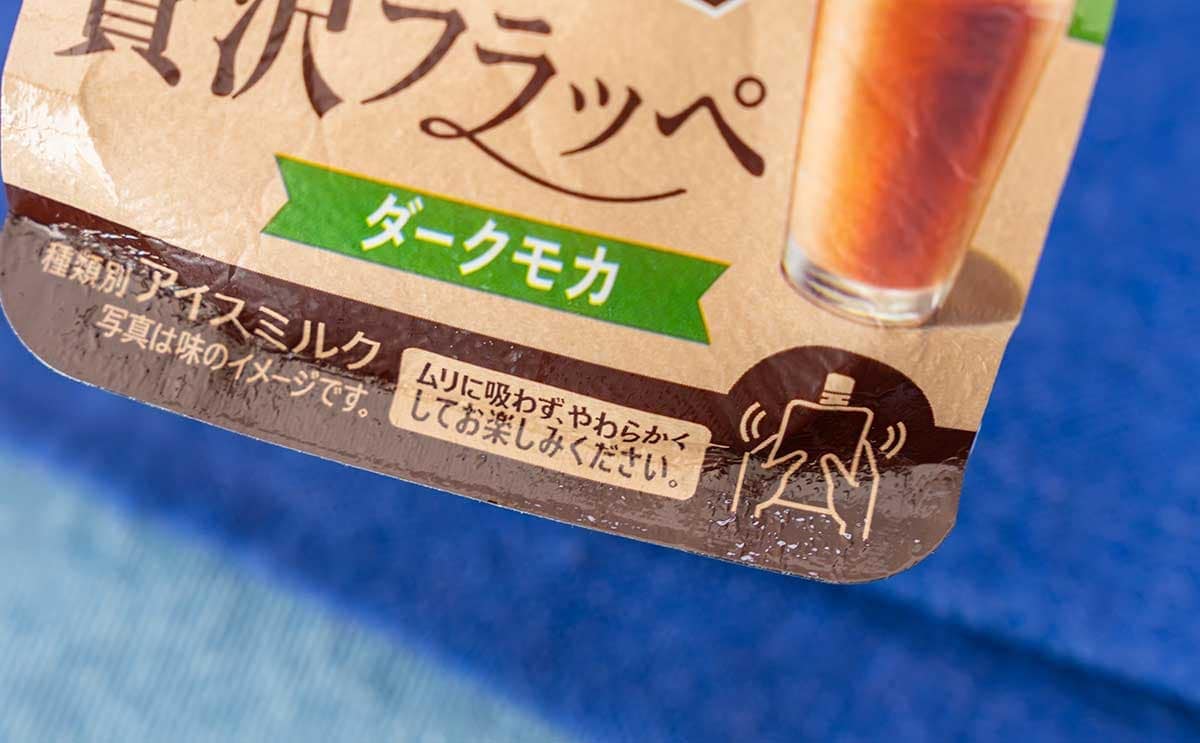 贅沢フラッペ
ダークモカ
種類別 アイスミルク
写真は味のイメージです。
ムリに吸わず、やわらかく
してお楽しみください。